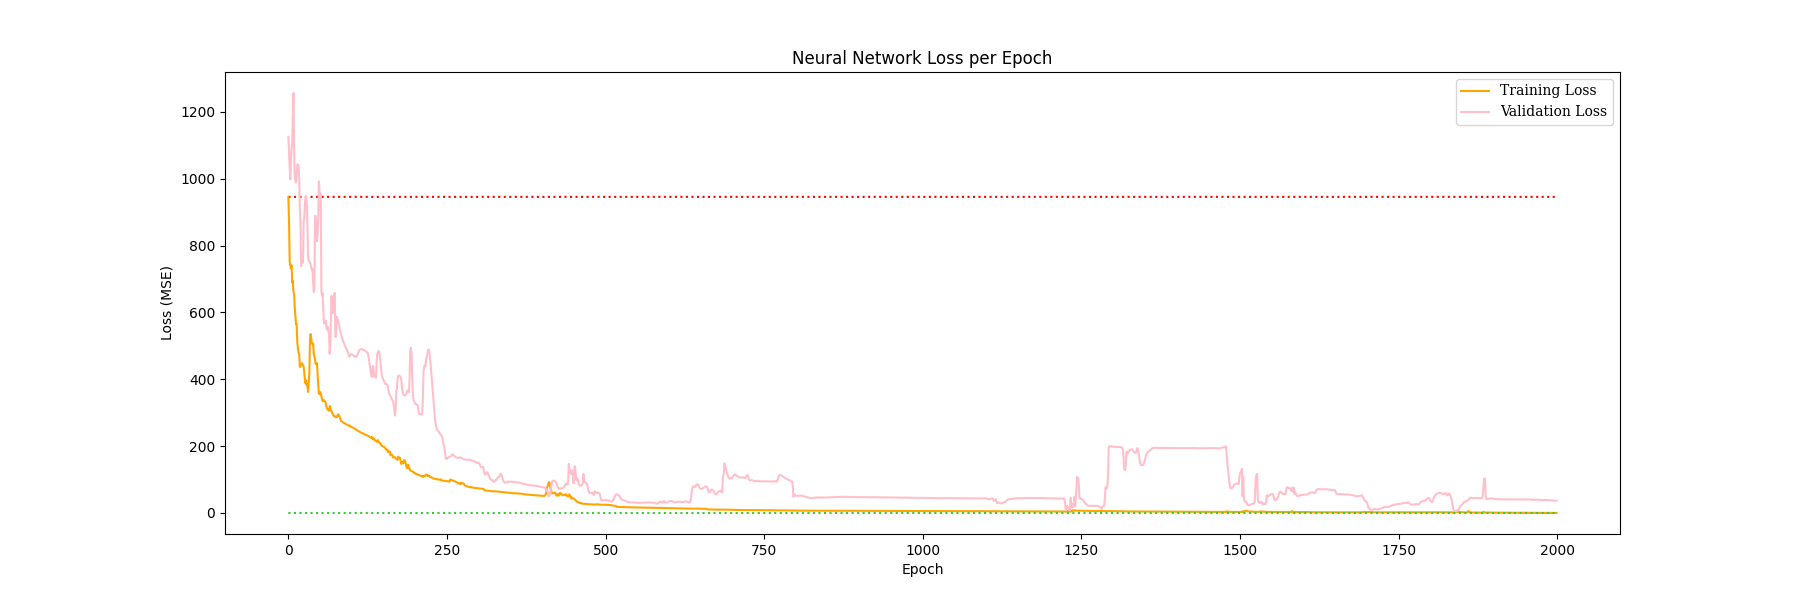 Neural Network Loss per Epoch
Training Loss
Validation Loss
Loss (MSE)
1200
1000
800
600
400
200
0
0 250 500 750 1000 1250 1500 1750 2000
Epoch